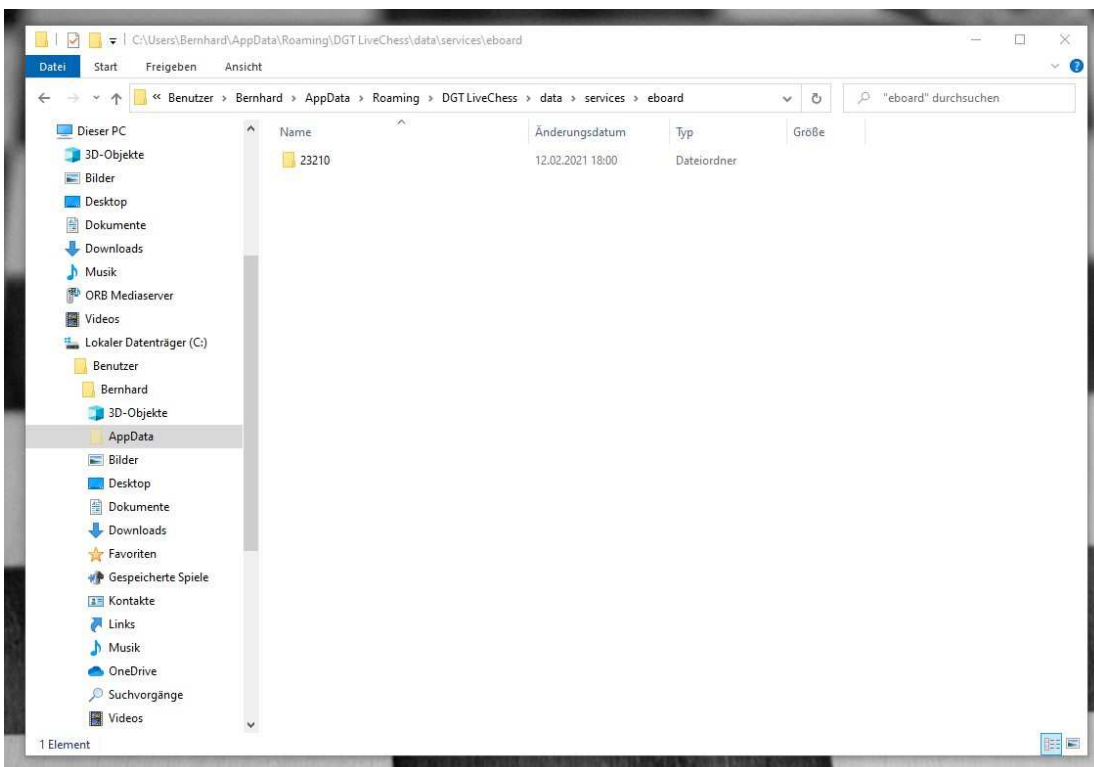 C:\Users\Bernhard\AppData\Roaming\DGT LiveChess\data\services\eboard
Datei Start Freigeben Ansicht
« Benutzer › Bernhard › AppData › Roaming › DGT LiveChess › data › services › eboard
"eboard" durchsuchen
Name Änderungsdatum Typ Größe
23210 12.02.2021 18:00 Dateiordner
Dieser PC
3D-Objekte
Bilder
Desktop
Dokumente
Downloads
Musik
ORB Mediaserver
Videos
Lokaler Datenträger (C:)
Benutzer
Bernhard
3D-Objekte
AppData
Bilder
Desktop
Dokumente
Downloads
Favoriten
Gespeicherte Spiele
Kontakte
Links
Musik
OneDrive
Suchvorgänge
Videos
1 Element